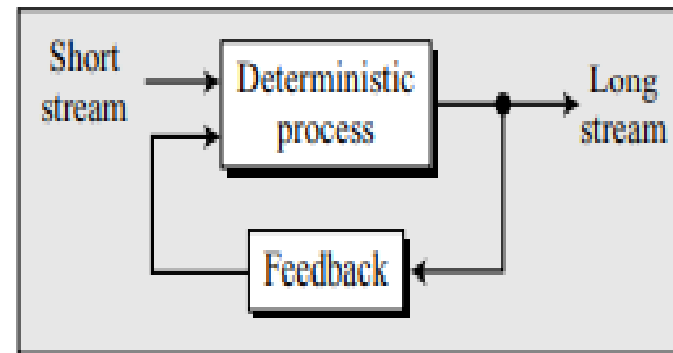 Short
stream
Deterministic
process
Long
stream
Feedback